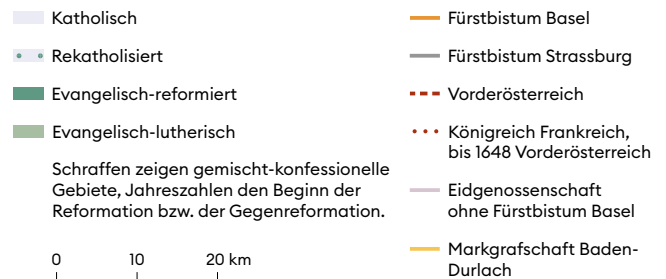 Katholisch
Rekatholisiert
Evangelisch-reformiert
Evangelisch-lutherisch
Schraffen zeigen gemischt-konfessionelle
Gebiete, Jahreszahlen den Beginn der
Reformation bzw. der Gegenreformation.
0 10 20 km
Fürstbistum Basel
Fürstbistum Strassburg
Vorderösterreich
Königreich Frankreich,
bis 1648 Vorderösterreich
Eidgenossenschaft
ohne Fürstbistum Basel
Markgrafschaft Baden-
Durlach